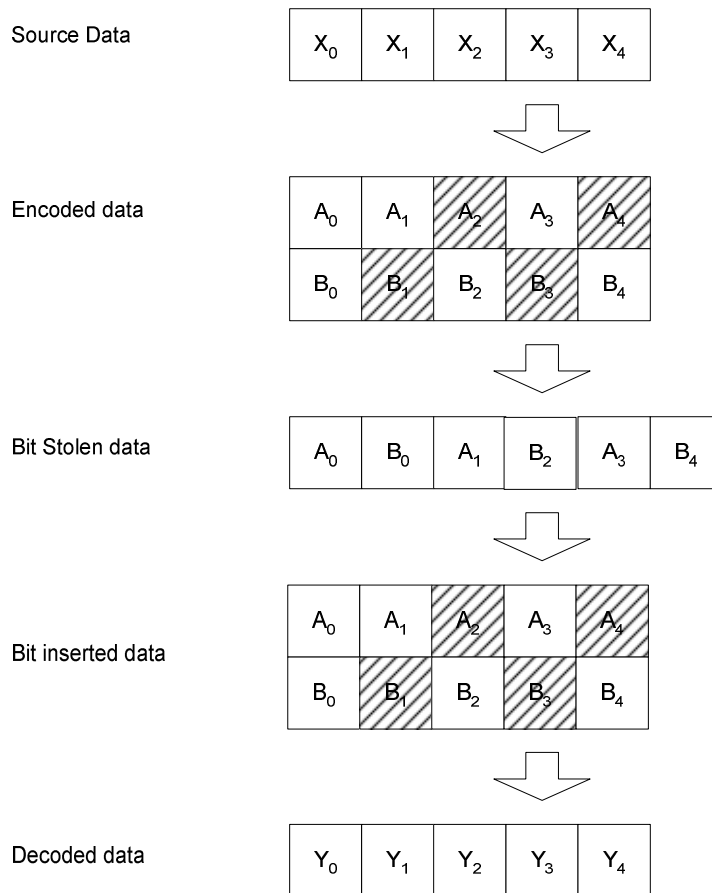 Source Data
X0 X1 X2 X3 X4
Encoded data
A0 A1 A2 A3 A4
B0 B1 B2 B3 B4
Bit Stolen data
A0 B0 A1 B2 A3 B4
Bit inserted data
A0 A1 A2 A3 A4
B0 B1 B2 B3 B4
Decoded data
Y0 Y1 Y2 Y3 Y4